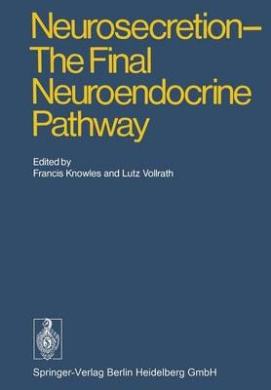 Neurosecretion—
The Final
Neuroendocrine
Pathway
Edited by
Francis Knowles and Lutz Vollrath
Springer-Verlag Berlin Heidelberg GmbH